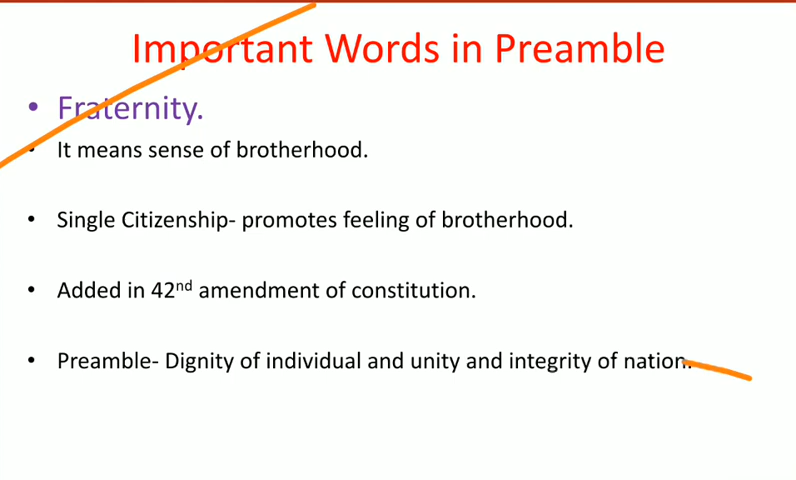 Important Words in Preamble
• Fraternity.
• It means sense of brotherhood.
• Single Citizenship- promotes feeling of brotherhood.
• Added in 42nd amendment of constitution.
• Preamble- Dignity of individual and unity and integrity of nation.